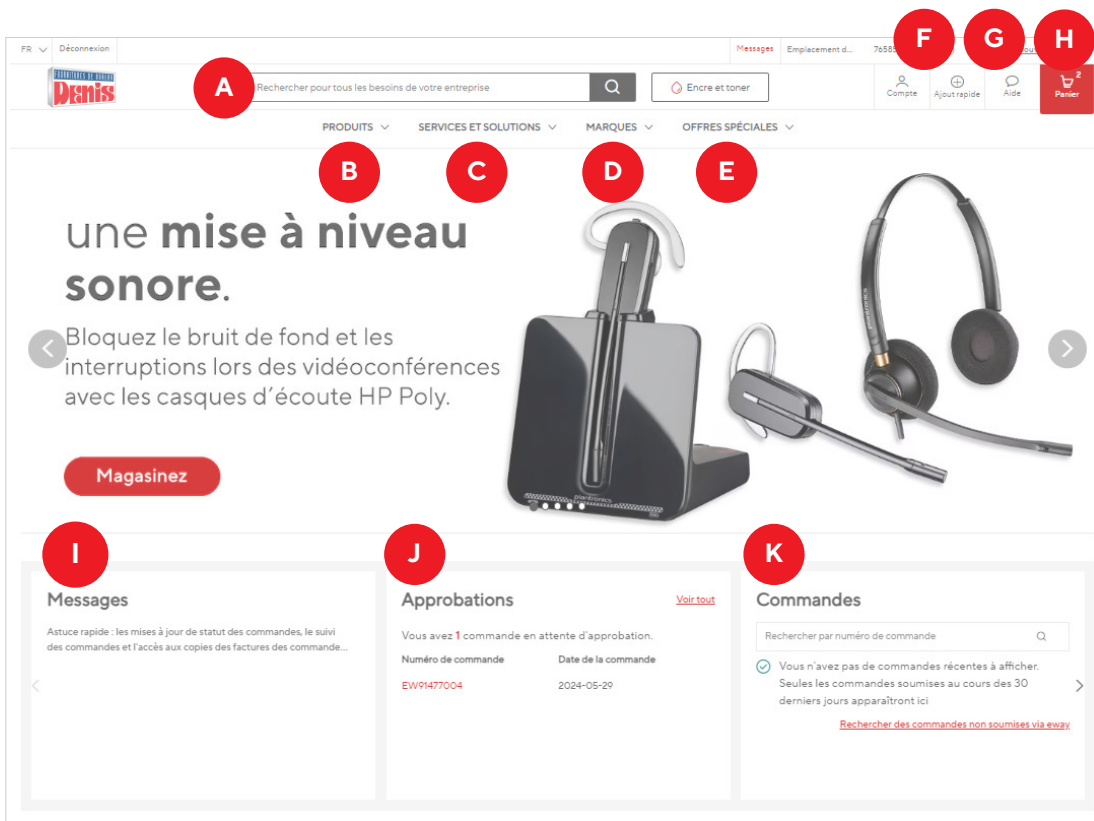 F G H
FR Déconnexion Messages Emplacement d...
FOURNITURES DE BUREAU
Denis
A
Rechercher pour tous les besoins de votre entreprise
Encre et toner
Compte Ajout rapide Aide Panier 2
PRODUITS SERVICES ET SOLUTIONS MARQUES OFFRES SPÉCIALES
B C D E
une mise à niveau
sonore.
Bloquez le bruit de fond et les
interruptions lors des vidéoconférences
avec les casques d'écoute HP Poly.
Magasinez
plantronics
I J K
Messages
Astuce rapide : les mises à jour de statut des commandes, le suivi
des commandes et l'accès aux copies des factures des commande...
Approbations Voir tout
Vous avez 1 commande en attente d'approbation.
Numéro de commande Date de la commande
EW91477004 2024-05-29
Commandes
Rechercher par numéro de commande
Vous n'avez pas de commandes récentes à afficher.
Seules les commandes soumises au cours des 30
derniers jours apparaîtront ici
Rechercher des commandes non soumises via eway